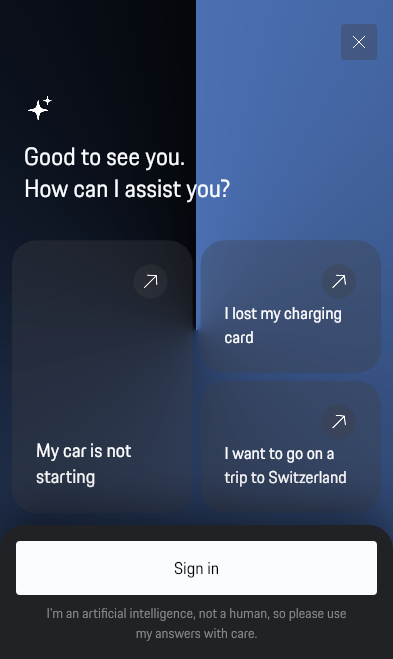 Good to see you.
How can I assist you?
My car is not
starting
I lost my charging
card
I want to go on a
trip to Switzerland
Sign in
I'm an artificial intelligence, not a human, so please use
my answers with care.